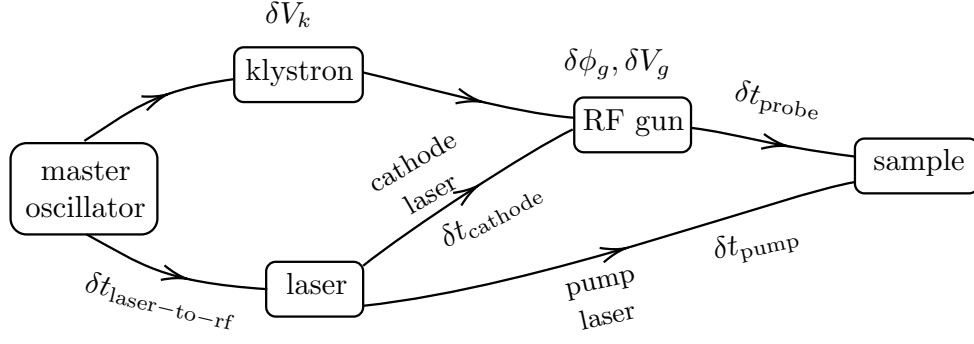 δV_k
klystron
δϕ_g, δV_g
RF gun
δt_probe
sample
master
oscillator
cathode
laser
δt_cathode
δt_pump
laser
δt_laser−to−rf
pump
laser